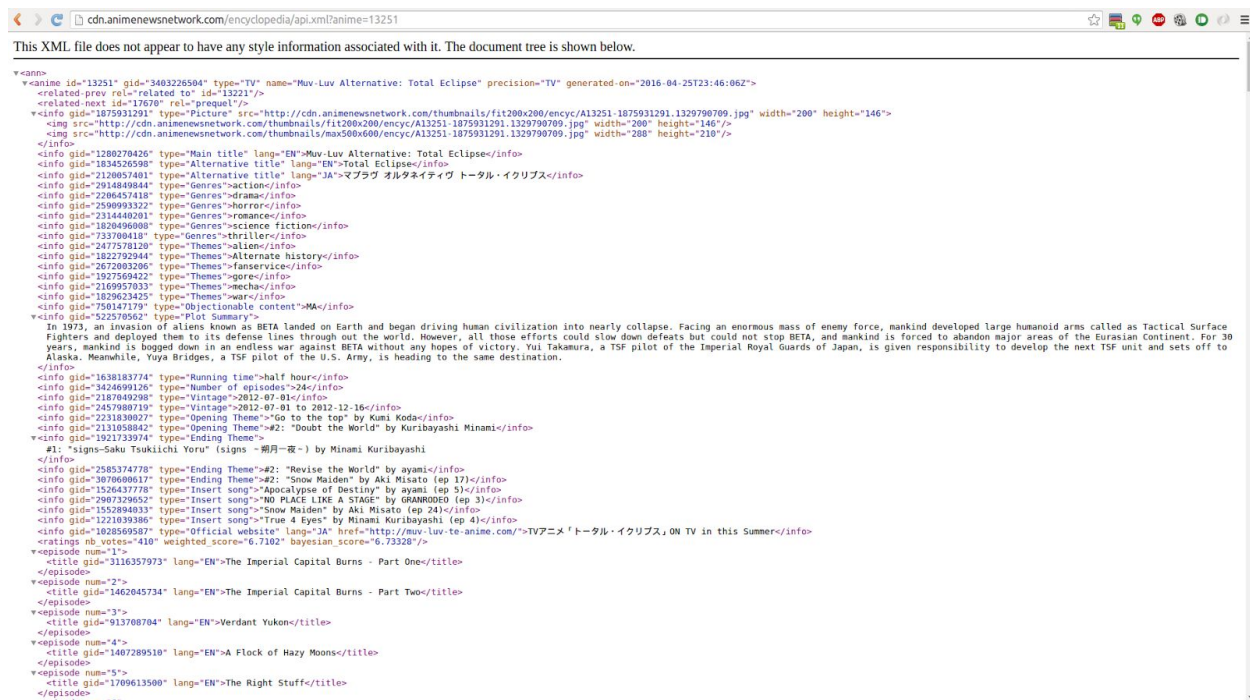 cdn.animenewsnetwork.com/encyclopedia/api.xml?anime=13251
This XML file does not appear to have any style information associated with it. The document tree is shown below.
▼<ann>
▼<anime id="13251" gid="3403226504" type="TV" name="Muv-Luv Alternative: Total Eclipse" precision="TV" generated-on="2016-04-25T23:46:06Z">
<related-prev rel="related to" id="13221"/>
<related-next id="17670" rel="prequel"/>
▼<info gid="1875931291" type="Picture" src="http://cdn.animenewsnetwork.com/thumbnails/fit200x200/encyc/A13251-1875931291.1329790709.jpg" width="200" height="146">
<img src="http://cdn.animenewsnetwork.com/thumbnails/fit200x200/encyc/A13251-1875931291.1329790709.jpg" width="200" height="146"/>
<img src="http://cdn.animenewsnetwork.com/thumbnails/max500x600/encyc/A13251-1875931291.1329790709.jpg" width="288" height="210"/>
</info>
<info gid="1280270426" type="Main title" lang="EN">Muv-Luv Alternative: Total Eclipse</info>
<info gid="1834526598" type="Alternative title" lang="EN">Total Eclipse</info>
<info gid="2120057401" type="Alternative title" lang="JA">マブラヴ オルタネイティヴ トータル・イクリプス</info>
<info gid="2914849844" type="Genres">action</info>
<info gid="2206457418" type="Genres">drama</info>
<info gid="2590993322" type="Genres">horror</info>
<info gid="2314440201" type="Genres">romance</info>
<info gid="1820496008" type="Genres">science fiction</info>
<info gid="733700418" type="Genres">thriller</info>
<info gid="2477578120" type="Themes">alien</info>
<info gid="1822792944" type="Themes">Alternate history</info>
<info gid="2672003206" type="Themes">fanservice</info>
<info gid="1927569422" type="Themes">gore</info>
<info gid="2169957033" type="Themes">mecha</info>
<info gid="1829623425" type="Themes">war</info>
<info gid="750147179" type="Objectionable content">MA</info>
▼<info gid="522570562" type="Plot Summary">
In 1973, an invasion of aliens known as BETA landed on Earth and began driving human civilization into nearly collapse. Facing an enormous mass of enemy force, mankind developed large humanoid arms called as Tactical Surface
Fighters and deployed them to its defense lines through out the world. However, all those efforts could slow down defeats but could not stop BETA, and mankind is forced to abandon major areas of the Eurasian Continent. For 30
years, mankind is bogged down in an endless war against BETA without any hopes of victory. Yui Takamura, a TSF pilot of the Imperial Royal Guards of Japan, is given responsibility to develop the next TSF unit and sets off to
Alaska. Meanwhile, Yuya Bridges, a TSF pilot of the U.S. Army, is heading to the same destination.
</info>
<info gid="1638183774" type="Running time">half hour</info>
<info gid="3424699126" type="Number of episodes">24</info>
<info gid="2187049298" type="Vintage">2012-07-01</info>
<info gid="2457980719" type="Vintage">2012-07-01 to 2012-12-16</info>
<info gid="2231830027" type="Opening Theme">"Go to the top" by Kumi Koda</info>
<info gid="2131058842" type="Opening Theme">#2: "Doubt the World" by Kuribayashi Minami</info>
▼<info gid="1921733974" type="Ending Theme">
#1: "signs–Saku Tsukiichi Yoru" (signs －朔月一夜－) by Minami Kuribayashi
</info>
<info gid="2585374778" type="Ending Theme">#2: "Revise the World" by ayami</info>
<info gid="3070600617" type="Ending Theme">#2: "Snow Maiden" by Aki Misato (ep 17)</info>
<info gid="1526437778" type="Insert song">"Apocalypse of Destiny" by ayami (ep 5)</info>
<info gid="2907329652" type="Insert song">"NO PLACE LIKE A STAGE" by GRANRODEO (ep 3)</info>
<info gid="1552894033" type="Insert song">"Snow Maiden" by Aki Misato (ep 24)</info>
<info gid="1221039386" type="Insert song">"True 4 Eyes" by Minami Kuribayashi (ep 4)</info>
<info gid="1028569587" type="Official website" lang="JA" href="http://muv-luv-te-anime.com/">TVアニメ「トータル・イクリプス」ON TV in this Summer</info>
<ratings nb_votes="410" weighted_score="6.7102" bayesian_score="6.73328"/>
▼<episode num="1">
<title gid="3116357973" lang="EN">The Imperial Capital Burns - Part One</title>
</episode>
▼<episode num="2">
<title gid="1462045734" lang="EN">The Imperial Capital Burns - Part Two</title>
</episode>
▼<episode num="3">
<title gid="913708704" lang="EN">Verdant Yukon</title>
</episode>
▼<episode num="4">
<title gid="1407289510" lang="EN">A Flock of Hazy Moons</title>
</episode>
▼<episode num="5">
<title gid="1709613500" lang="EN">The Right Stuff</title>
</episode>